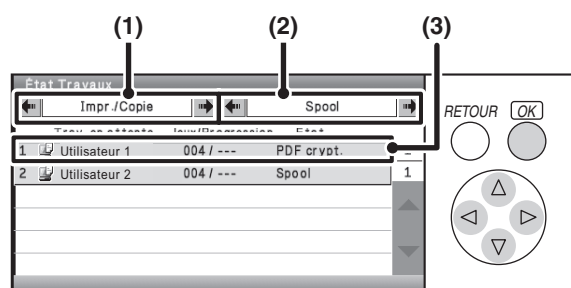 (1) (2) (3)
État Travaux
Impr./Copie Spool
RETOUR OK
Trav. en attente Jeux/Progression État
1 Utilisateur 1 004 / --- PDF crypt.
2 Utilisateur 2 004 / --- Spool 1